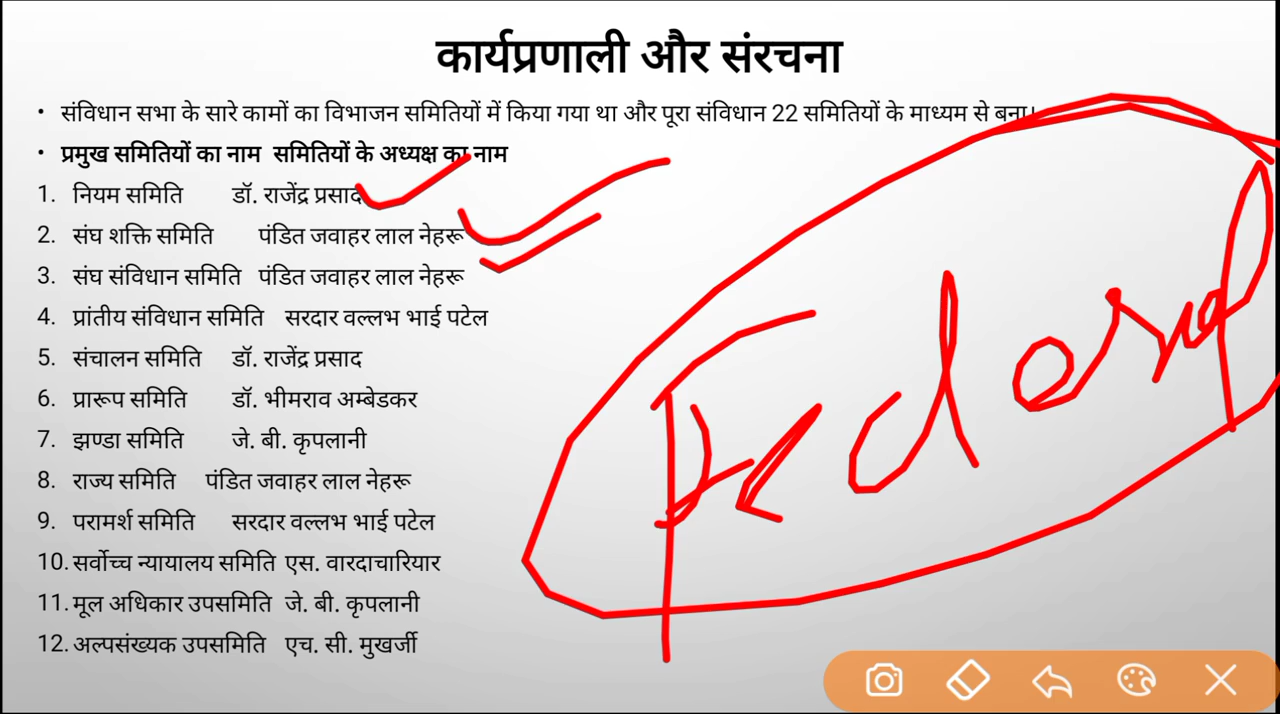 कार्यप्रणाली और संरचना
• संविधान सभा के सारे कामों का विभाजन समितियों में किया गया था और पूरा संविधान 22 समितियों के माध्यम से बना।
• प्रमुख समितियों का नाम समितियों के अध्यक्ष का नाम
1. नियम समिति डॉ. राजेंद्र प्रसाद
2. संघ शक्ति समिति पंडित जवाहर लाल नेहरू
3. संघ संविधान समिति पंडित जवाहर लाल नेहरू
4. प्रांतीय संविधान समिति सरदार वल्लभ भाई पटेल
5. संचालन समिति डॉ. राजेंद्र प्रसाद
6. प्रारूप समिति डॉ. भीमराव अम्बेडकर
7. झण्डा समिति जे. बी. कृपलानी
8. राज्य समिति पंडित जवाहर लाल नेहरू
9. परामर्श समिति सरदार वल्लभ भाई पटेल
10. सर्वोच्च न्यायालय समिति एस. वारदाचारियार
11. मूल अधिकार उपसमिति जे. बी. कृपलानी
12. अल्पसंख्यक उपसमिति एच. सी. मुखर्जी
Federal